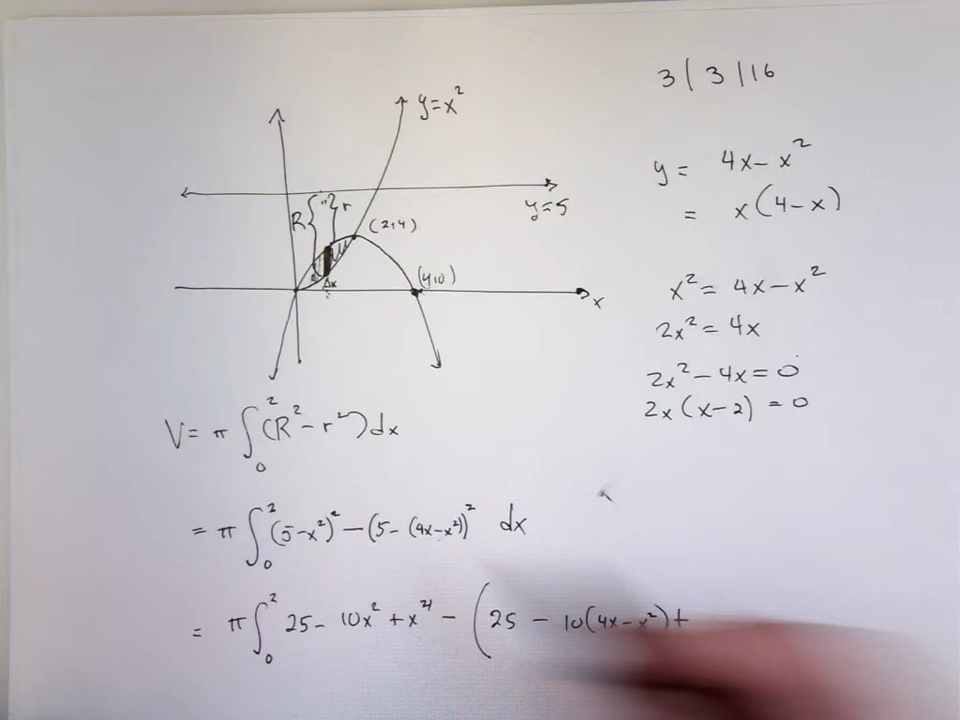 3/3/16
y=x²
y = 4x-x²
= x(4-x)
y=5
R { } r
(2,4)
(4,0)
Δx
x
x² = 4x-x²
2x² = 4x
2x²-4x=0
2x(x-2)=0
V = π ∫₀² (R²-r²)dx
= π ∫₀² (5-x²)² - (5-(4x-x²))² dx
= π ∫₀² 25-10x²+x⁴ - (25 - 10(4x-x²)+